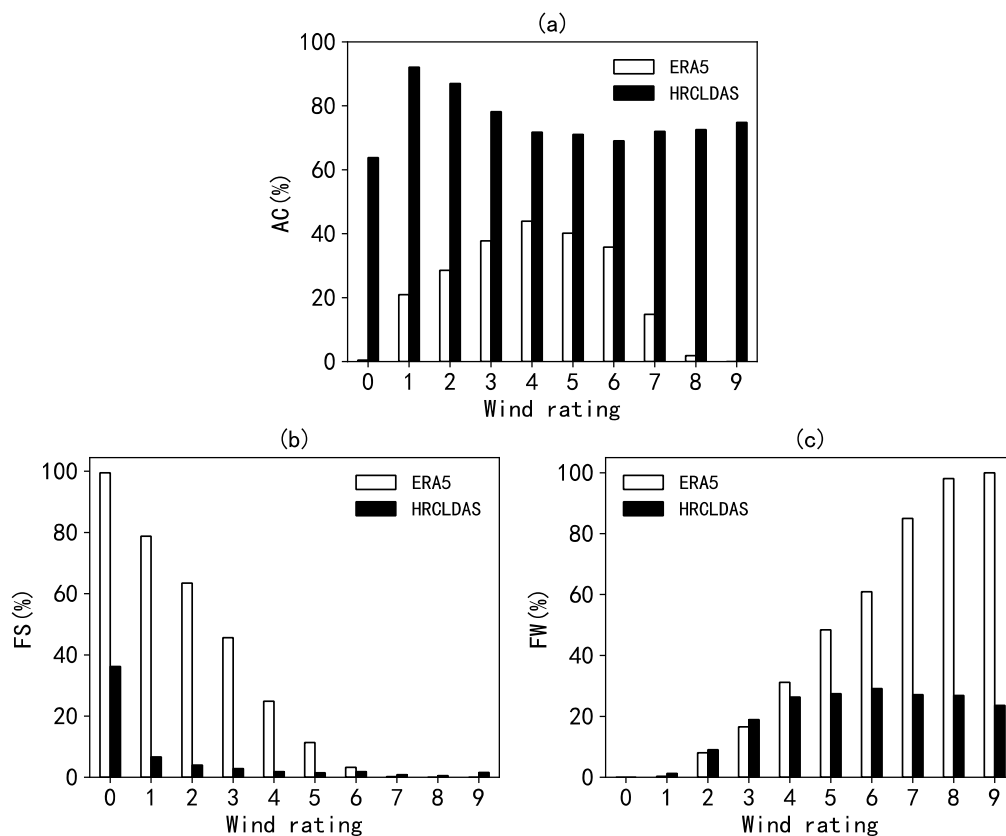 (a)
100
80
60
40
20
0
AC(%)
ERA5
HRCLDAS
0 1 2 3 4 5 6 7 8 9
Wind rating
(b)
100
80
60
40
20
0
FS(%)
ERA5
HRCLDAS
0 1 2 3 4 5 6 7 8 9
Wind rating
(c)
100
80
60
40
20
0
FW(%)
ERA5
HRCLDAS
0 1 2 3 4 5 6 7 8 9
Wind rating